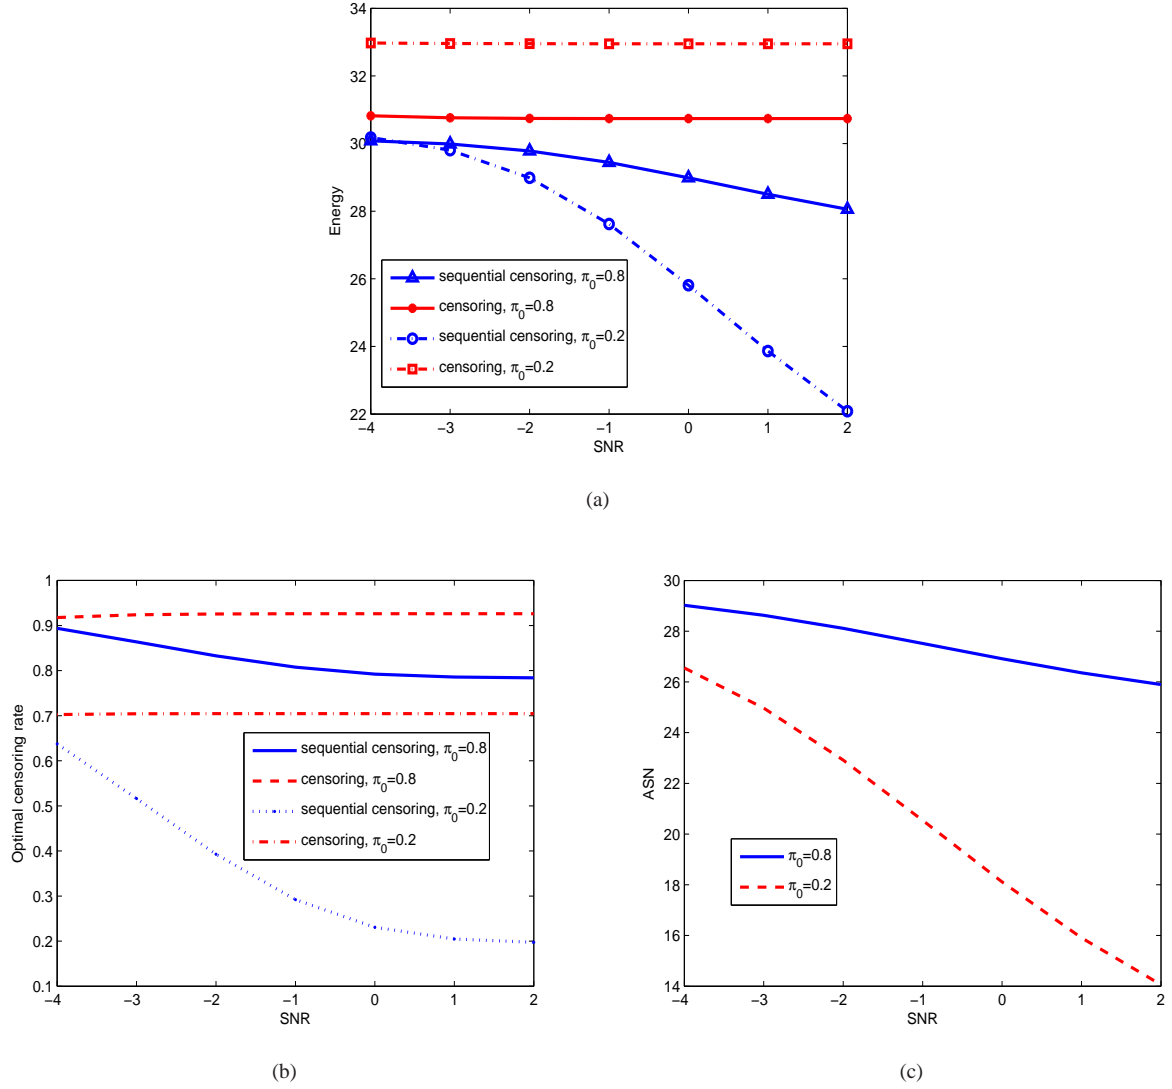 34
32
30
28
26
24
22
Energy
sequential censoring, π0=0.8
censoring, π0=0.8
sequential censoring, π0=0.2
censoring, π0=0.2
−4 −3 −2 −1 0 1 2
SNR
(a)
1
0.9
0.8
0.7
0.6
0.5
0.4
0.3
0.2
0.1
Optimal censoring rate
sequential censoring, π0=0.8
censoring, π0=0.8
sequential censoring, π0=0.2
censoring, π0=0.2
−4 −3 −2 −1 0 1 2
SNR
(b)
30
28
26
24
22
20
18
16
14
ASN
π0=0.8
π0=0.2
−4 −3 −2 −1 0 1 2
SNR
(c)